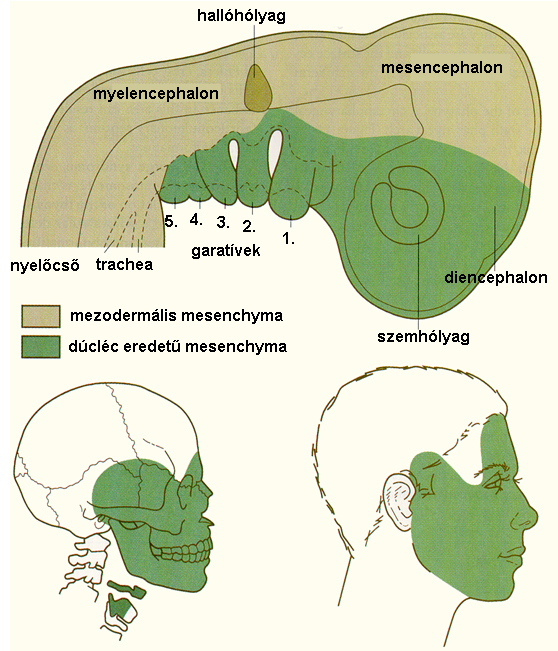 hallóhólyag
mesencephalon
myelencephalon
5.
4.
3.
2.
1.
garatívek
nyelőcső
trachea
diencephalon
szemhólyag
mezodermális mesenchyma
dúcléc eredetű mesenchyma